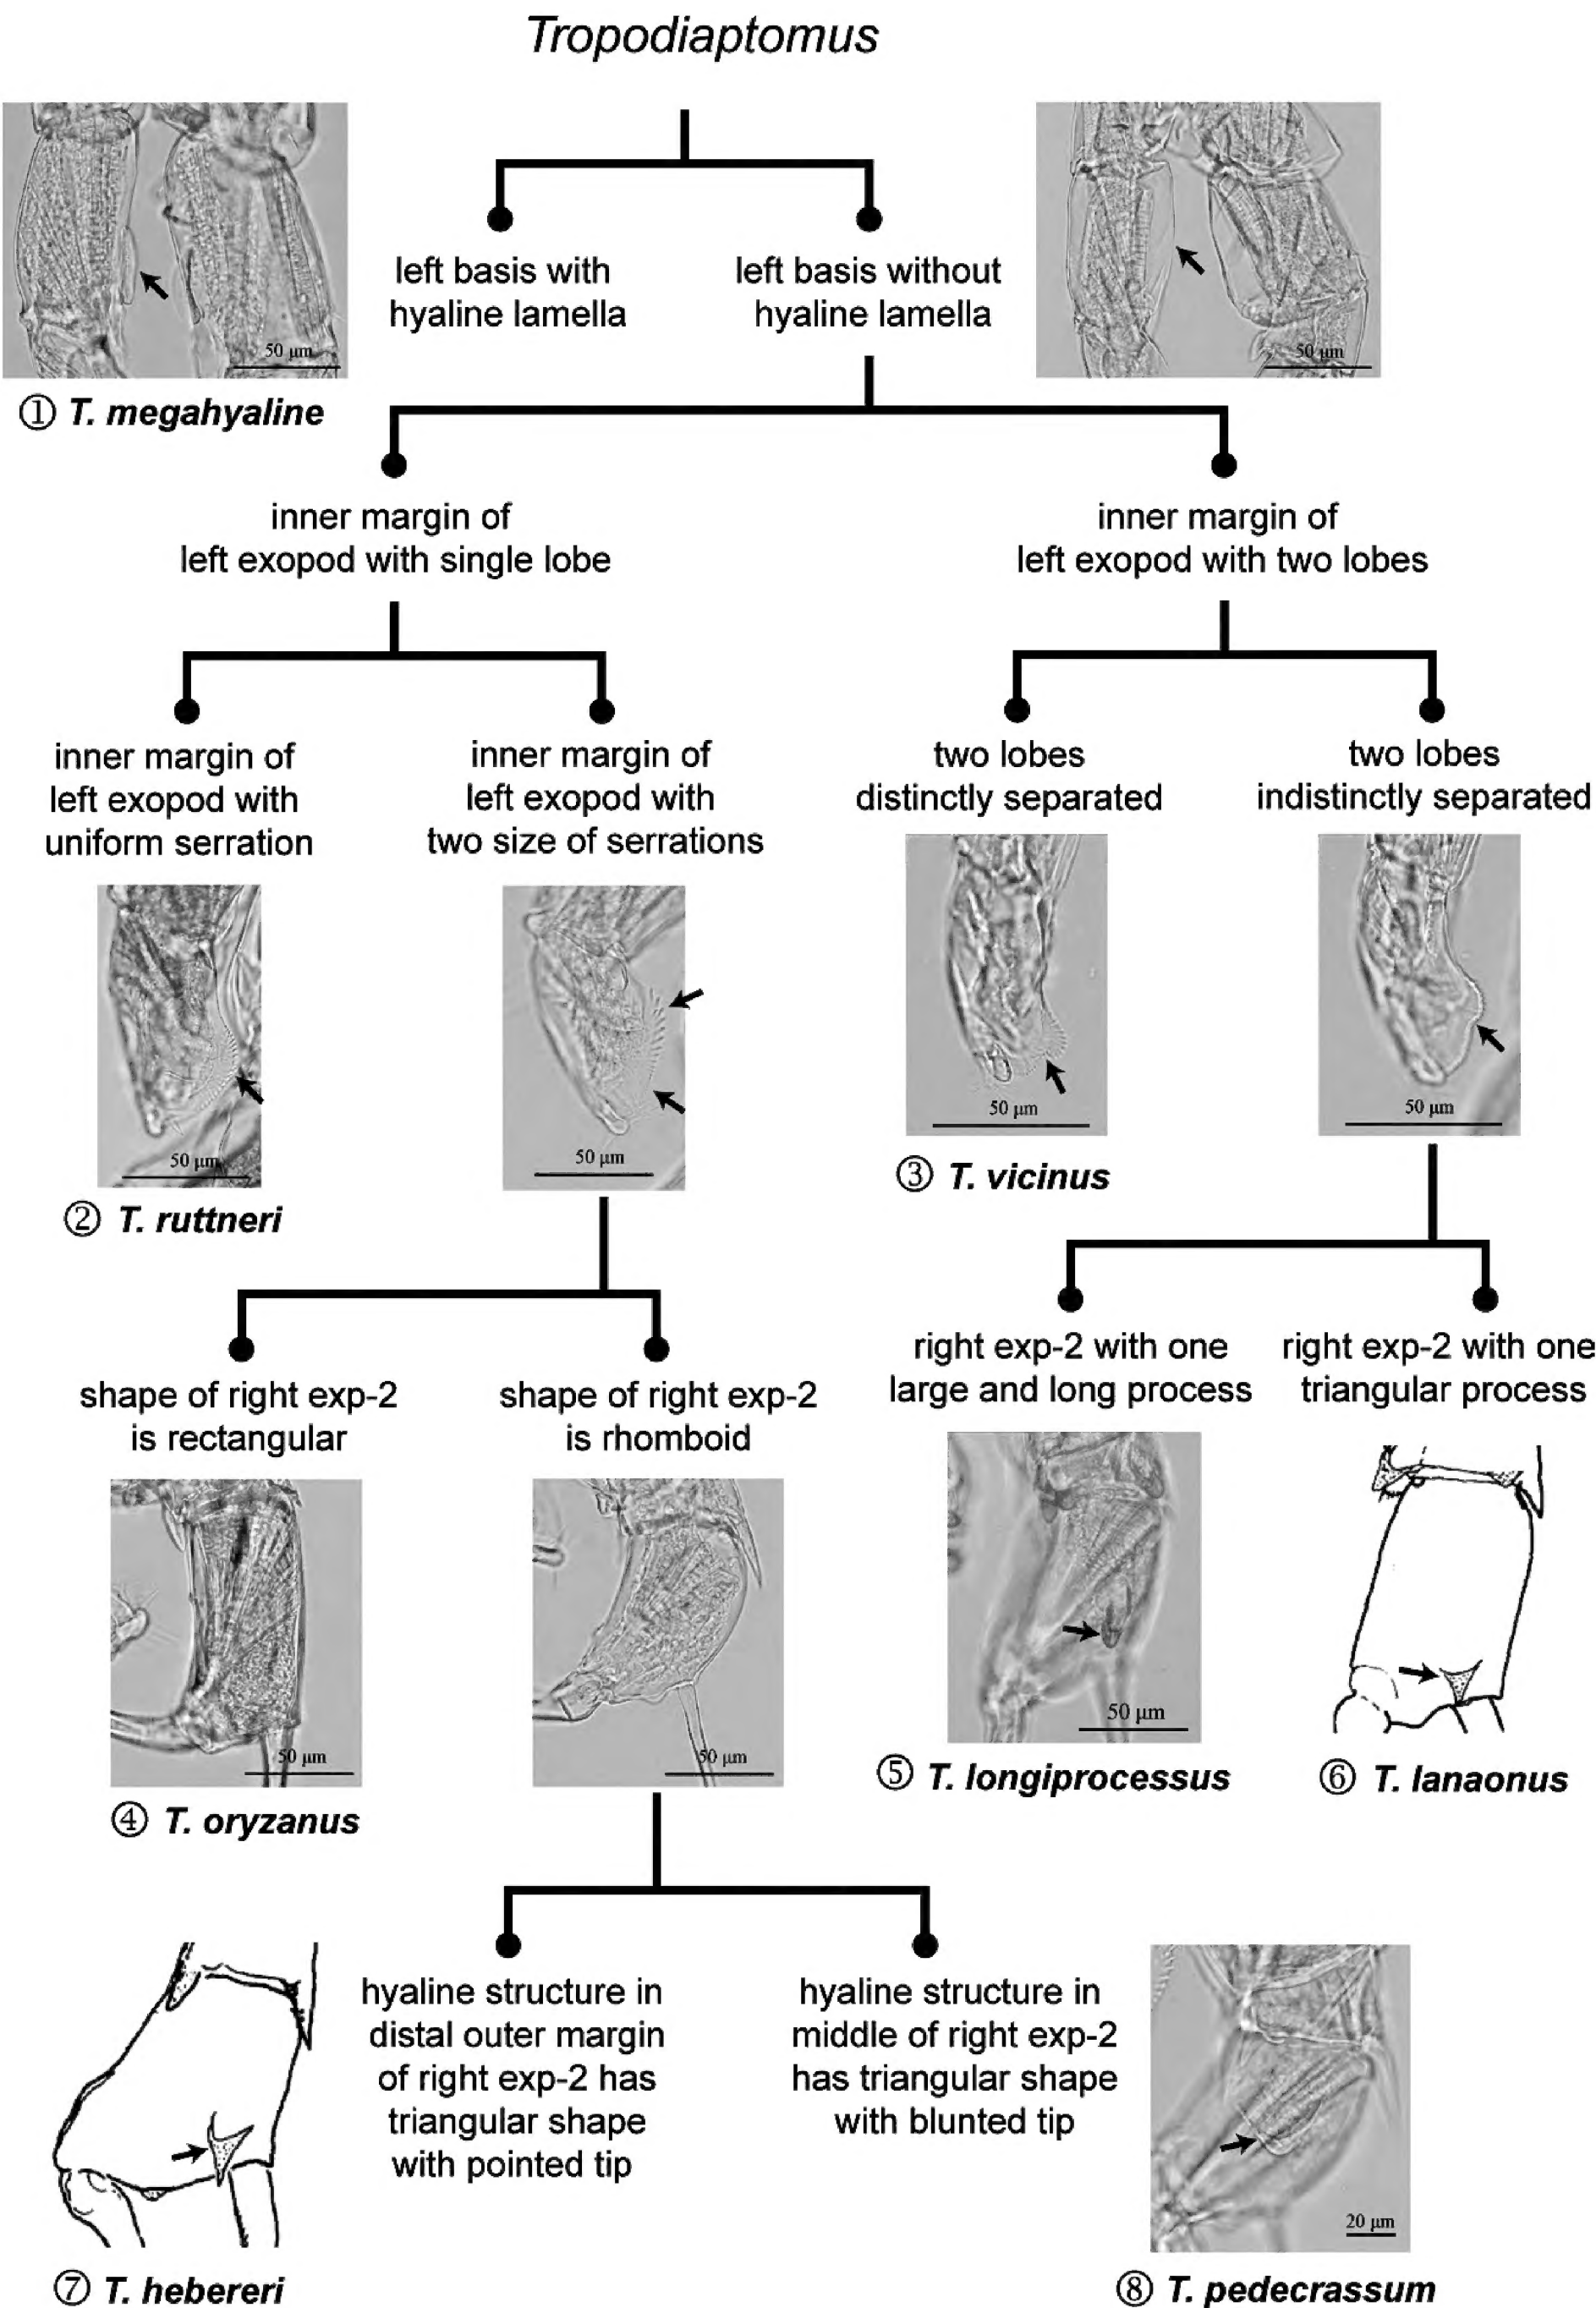 Tropodiaptomus
50 µm
① T. megahyaline
left basis with
hyaline lamella
left basis without
hyaline lamella
50 µm
inner margin of
left exopod with single lobe
inner margin of
left exopod with two lobes
inner margin of
left exopod with
uniform serration
inner margin of
left exopod with
two size of serrations
two lobes
distinctly separated
two lobes
indistinctly separated
50 µm
② T. ruttneri
50 µm
50 µm
③ T. vicinus
50 µm
shape of right exp-2
is rectangular
shape of right exp-2
is rhomboid
right exp-2 with one
large and long process
right exp-2 with one
triangular process
50 µm
④ T. oryzanus
50 µm
50 µm
⑤ T. longiprocessus
⑥ T. lanaonus
hyaline structure in
distal outer margin
of right exp-2 has
triangular shape
with pointed tip
hyaline structure in
middle of right exp-2
has triangular shape
with blunted tip
20 µm
⑦ T. hebereri
⑧ T. pedecrassum